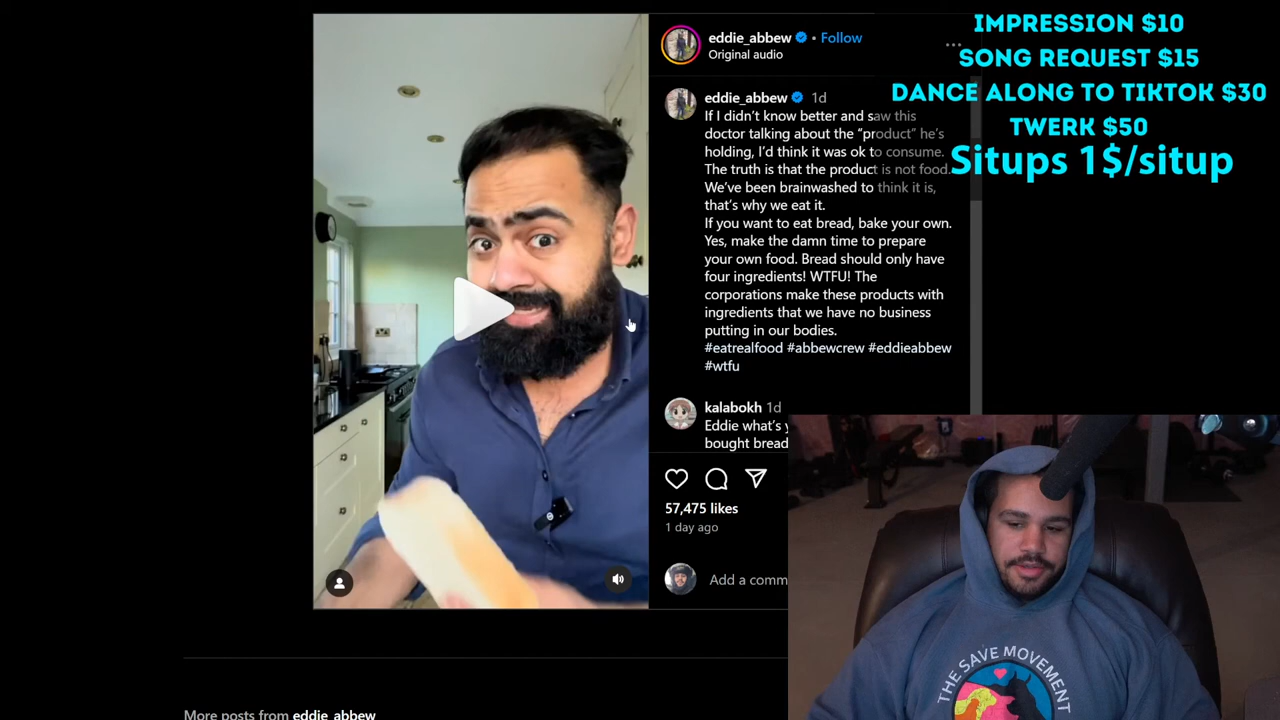 eddie_abbew • Follow
Original audio
eddie_abbew 1d
If I didn’t know better and saw this
doctor talking about the “product” he’s
holding, I’d think it was ok to consume.
The truth is that the product is not food.
We’ve been brainwashed to think it is,
that’s why we eat it.
If you want to eat bread, bake your own.
Yes, make the damn time to prepare
your own food. Bread should only have
four ingredients! WTFU! The
corporations make these products with
ingredients that we have no business
putting in our bodies.
#eatrealfood #abbewcrew #eddieabbew
#wtfu
kalabokh 1d
Eddie what’s
bought bread
57,475 likes
1 day ago
Add a comm
More posts from eddie_abbew
IMPRESSION $10
SONG REQUEST $15
DANCE ALONG TO TIKTOK $30
TWERK $50
Situps 1$/situp
THE SAVE MOVEMENT